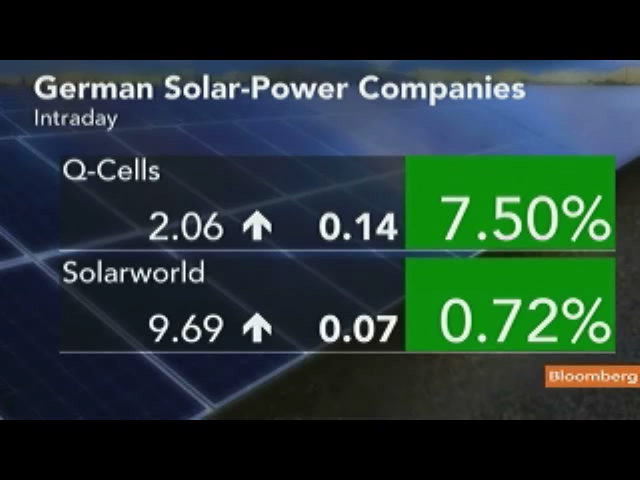 German Solar-Power Companies
Intraday
Q-Cells
2.06 ↑ 0.14 7.50%
Solarworld
9.69 ↑ 0.07 0.72%
Bloomberg